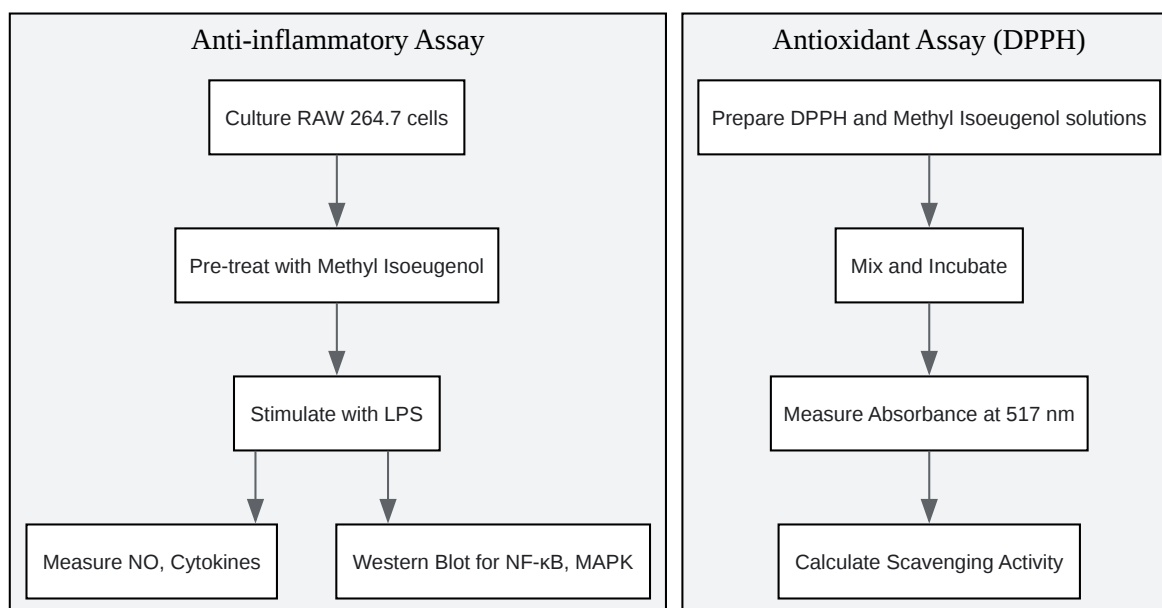 Anti-inflammatory Assay
Culture RAW 264.7 cells
Pre-treat with Methyl Isoeugenol
Stimulate with LPS
Measure NO, Cytokines
Western Blot for NF-κB, MAPK
Antioxidant Assay (DPPH)
Prepare DPPH and Methyl Isoeugenol solutions
Mix and Incubate
Measure Absorbance at 517 nm
Calculate Scavenging Activity